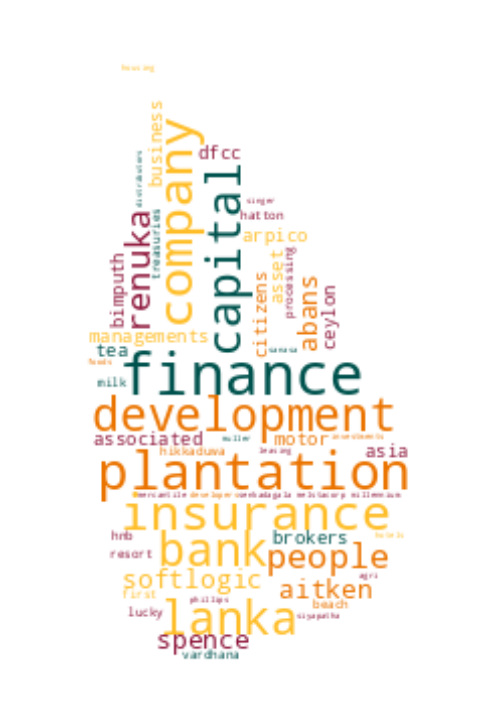 housing
business
company
distributors
dfcc
capital
singer
hatton
renuka
treasuries
arpico
processing
asset
bimputh
citizens
abans
ceylon
managements
tea
sanasa
foods
finance
milk
development
associated
muller
motor
investments
hikkaduwa
leasing
asia
plantation
mercantile
developers
melstacorp
millennium
insurance
hnb
bank
brokers
hotels
resort
people
softlogic
agri
aitken
first
phillips
beach
lucky
lanka
siyapatha
spence
vardhana